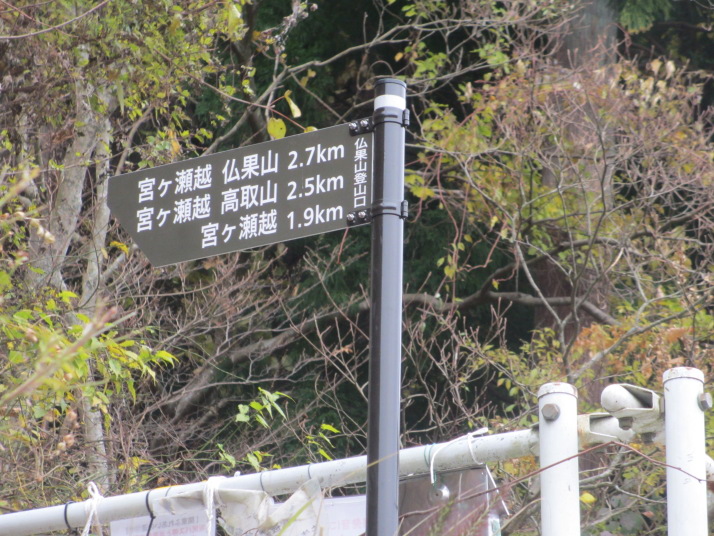 宮ヶ瀬越 仏果山 2.7km
宮ヶ瀬越 高取山 2.5km
宮ヶ瀬越 1.9km
仏果山登山口